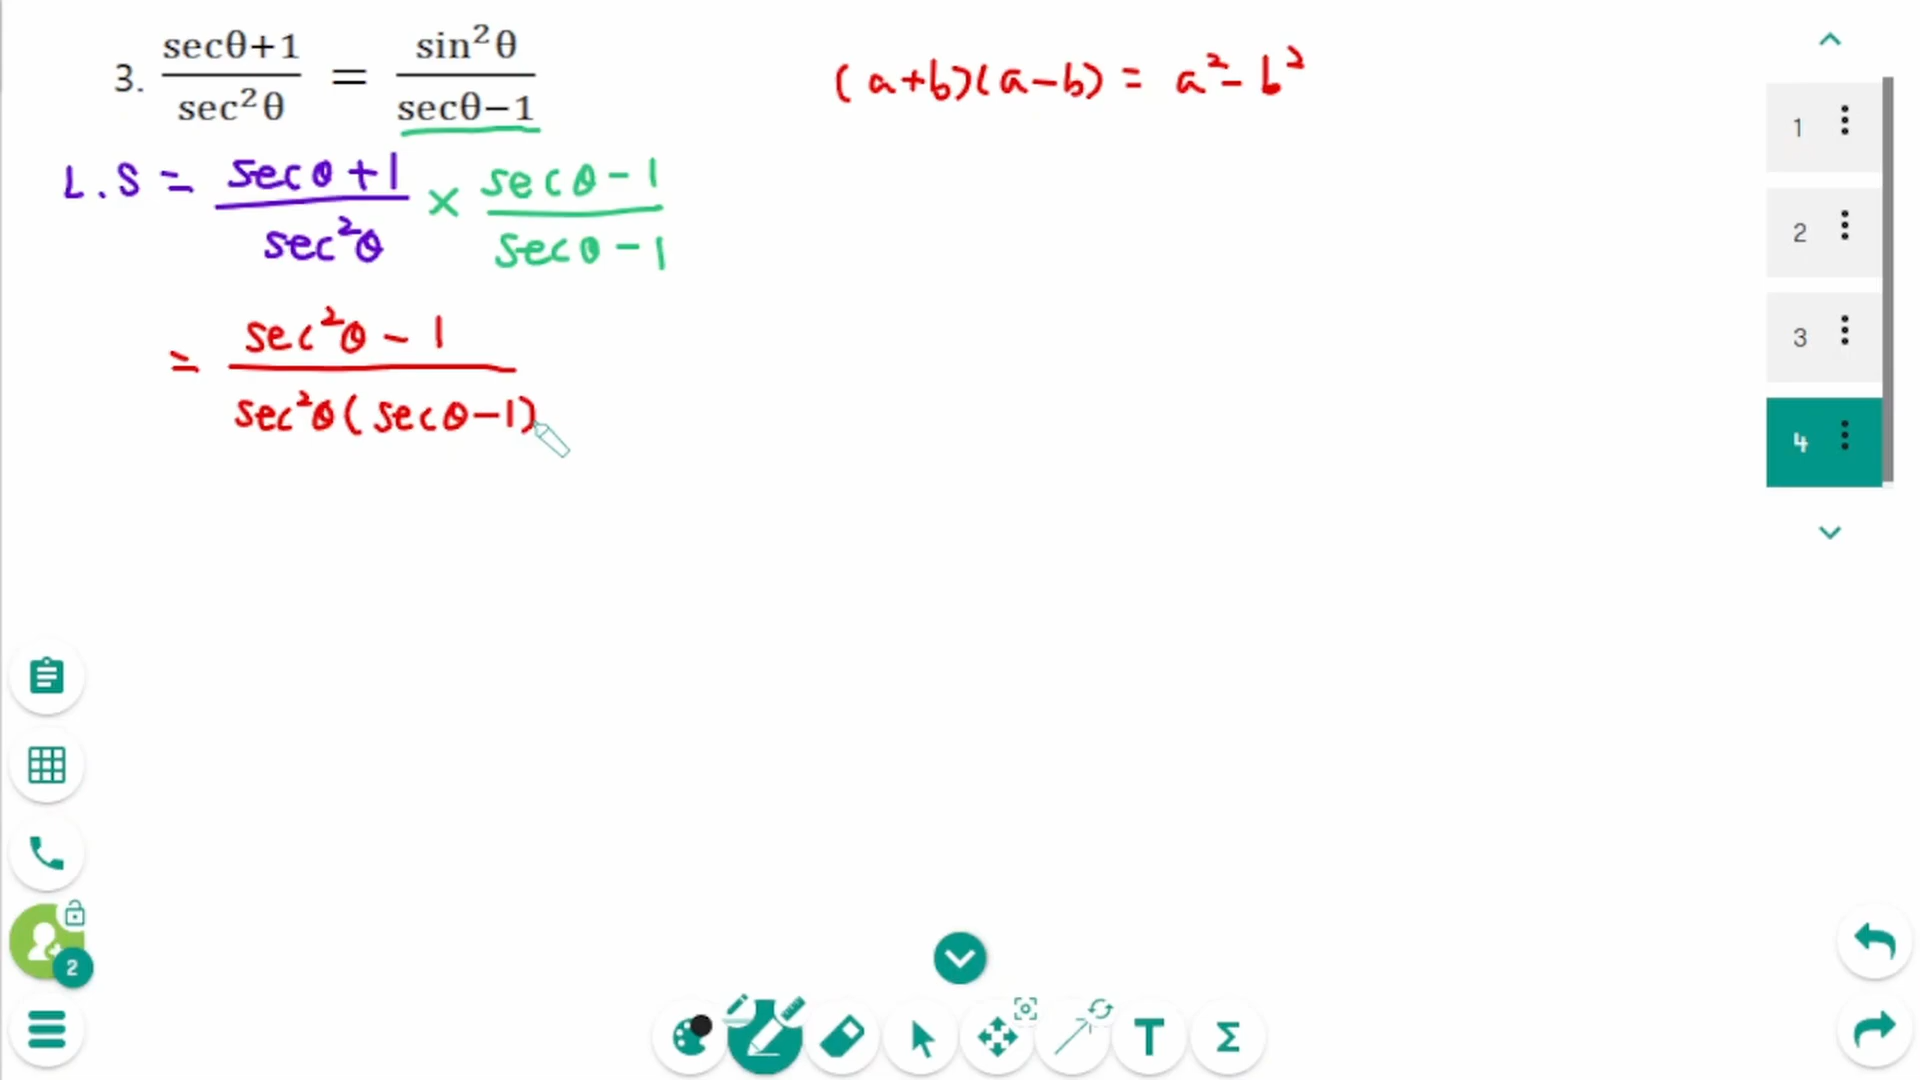 3. secθ+1 / sec²θ = sin²θ / secθ−1
(a+b)(a−b) = a²−b²
L.S = secθ+1 / sec²θ × secθ−1 / secθ−1
= sec²θ − 1 / sec²θ(secθ−1)
1
2
3
4
2
T
Σ